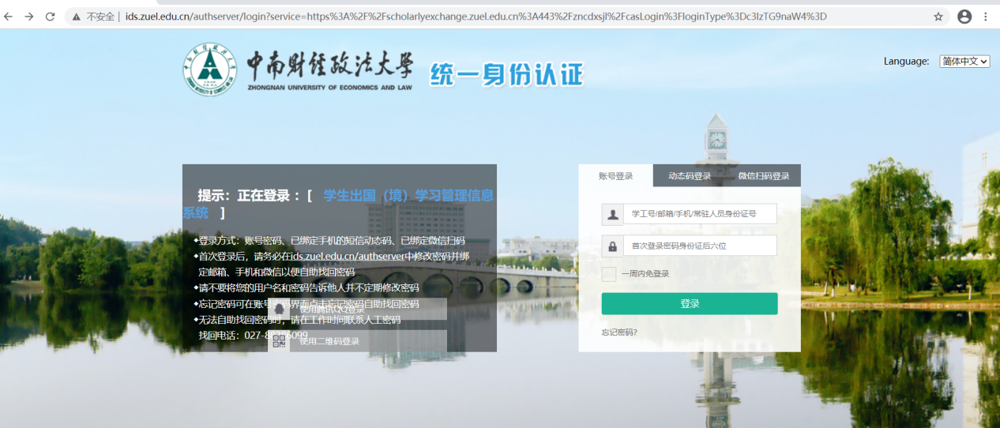 不安全 | ids.zuel.edu.cn/authserver/login?service=https%3A%2F%2Fscholarlyexchange.zuel.edu.cn%3A443%2Fzncdxsjl%2FcasLogin%3FloginType%3Dc3lzTG9naW4%3D
中南财经政法大学
ZHONGNAN UNIVERSITY OF ECONOMICS AND LAW
统一身份认证
Language: 简体中文
提示：正在登录：[ 学生出国（境）学习管理信息
系统 ]
◆登录方式：账号密码、已绑定手机的短信动态码、已绑定微信扫码
◆首次登录后，请务必在ids.zuel.edu.cn/authserver中修改密码并绑
定邮箱、手机和微信以便自助找回密码
◆请不要将您的用户名和密码告诉他人并不定期修改密码
◆忘记密码可在账号密码界面点击忘记密码自助找回密码
使用腾讯QQ登录
◆无法自助找回密码时，请在工作时间联系人工密码
找回电话：027-88386099
使用二维码登录
账号登录 动态码登录 微信扫码登录
学工号/邮箱/手机/常驻人员身份证号
首次登录密码身份证后六位
一周内免登录
登录
忘记密码?